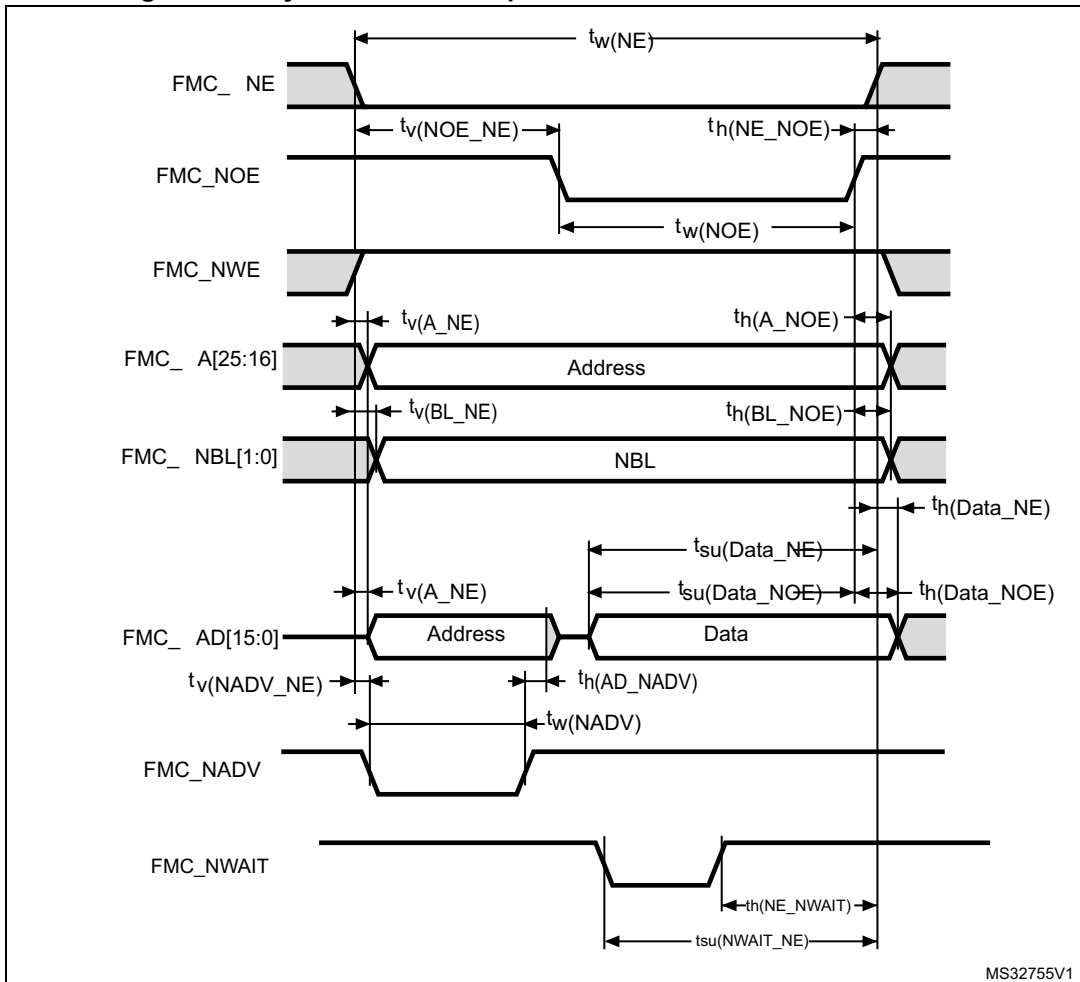 tw(NE)
FMC_ NE
tv(NOE_NE)
th(NE_NOE)
FMC_NOE
tw(NOE)
FMC_NWE
tv(A_NE)
th(A_NOE)
FMC_ A[25:16]
Address
tv(BL_NE)
th(BL_NOE)
FMC_ NBL[1:0]
NBL
th(Data_NE)
tsu(Data_NE)
tv(A_NE)
tsu(Data_NOE)
th(Data_NOE)
FMC_ AD[15:0]
Address
Data
tv(NADV_NE)
th(AD_NADV)
tw(NADV)
FMC_NADV
FMC_NWAIT
th(NE_NWAIT)
tsu(NWAIT_NE)
MS32755V1